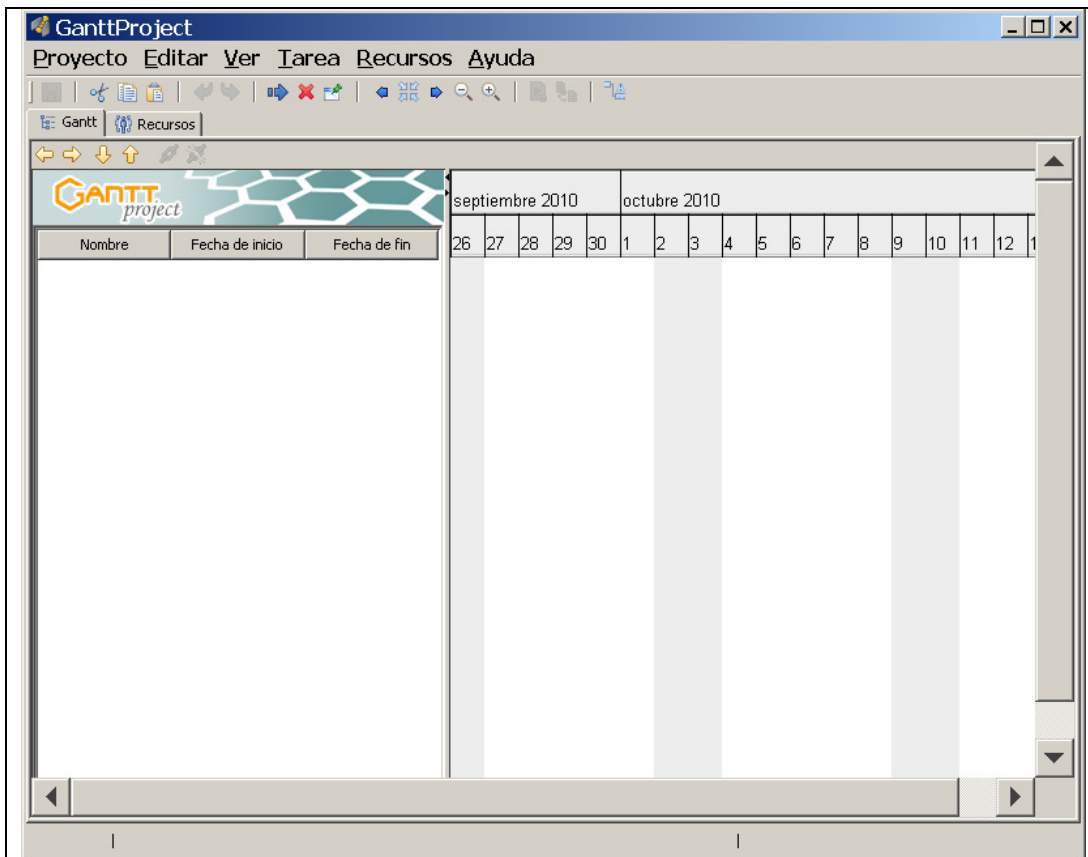 GanttProject
Proyecto Editar Ver Tarea Recursos Ayuda
Gantt Recursos
GANTT project
septiembre 2010 octubre 2010
Nombre Fecha de inicio Fecha de fin
26 27 28 29 30 1 2 3 4 5 6 7 8 9 10 11 12 1